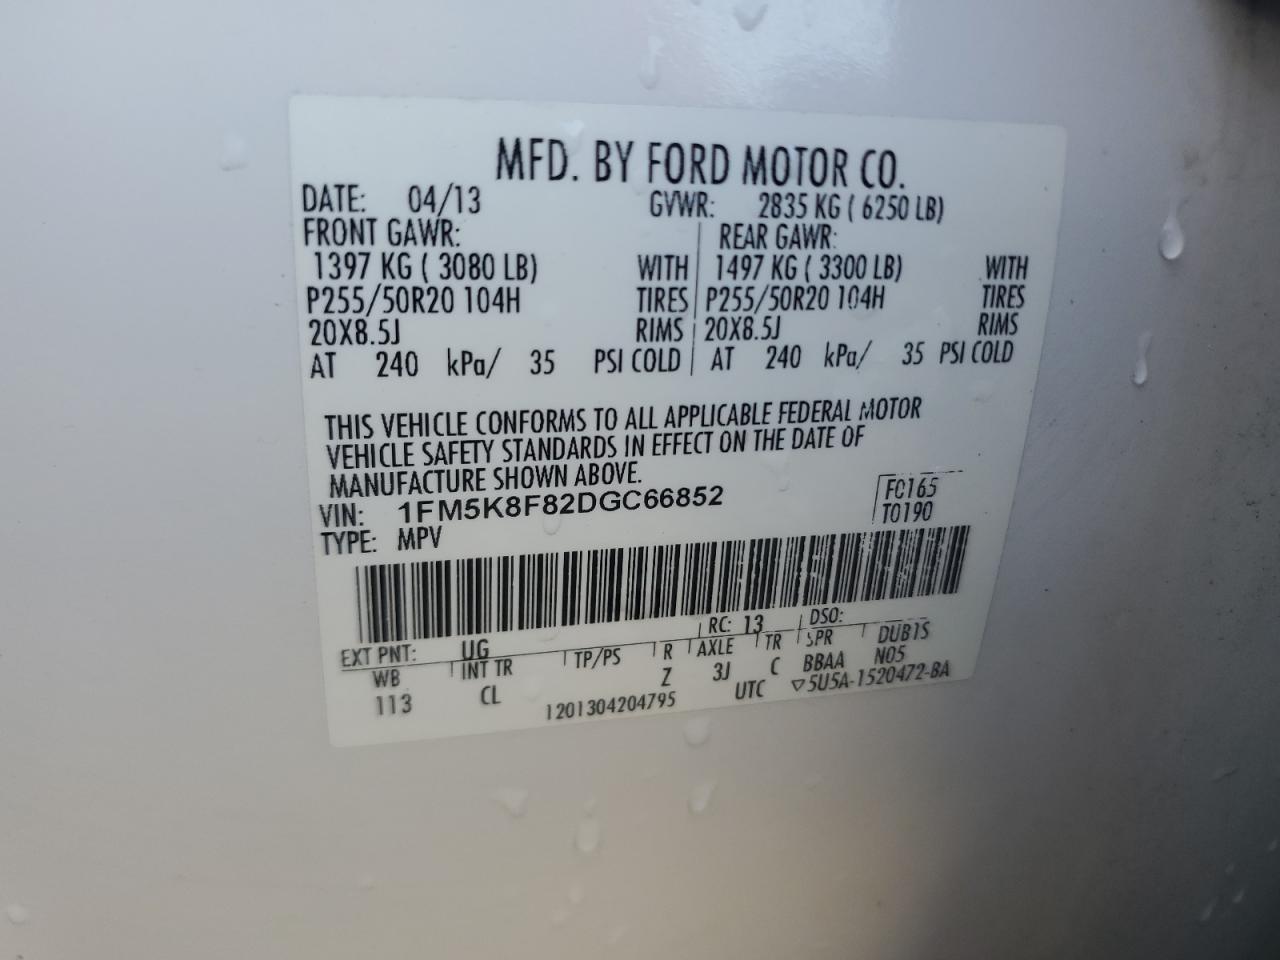 MFD. BY FORD MOTOR CO.
DATE: 04/13 GVWR: 2835 KG ( 6250 LB)
FRONT GAWR: REAR GAWR:
1397 KG ( 3080 LB) WITH 1497 KG ( 3300 LB) WITH
P255/50R20 104H TIRES P255/50R20 104H TIRES
20X8.5J RIMS 20X8.5J RIMS
AT 240 kPa/ 35 PSI COLD AT 240 kPa/ 35 PSI COLD
THIS VEHICLE CONFORMS TO ALL APPLICABLE FEDERAL MOTOR
VEHICLE SAFETY STANDARDS IN EFFECT ON THE DATE OF
MANUFACTURE SHOWN ABOVE.
VIN: 1FM5K8F82DGC66852 F0165
TYPE: MPV T0190
EXT PNT: UG RC: 13 DSO:
WB INT TR TP/PS R AXLE TR SPR DUB1S
113 CL Z 3J C BBAA N05
1201304204795 UTC ▽5U5A-1520472-BA